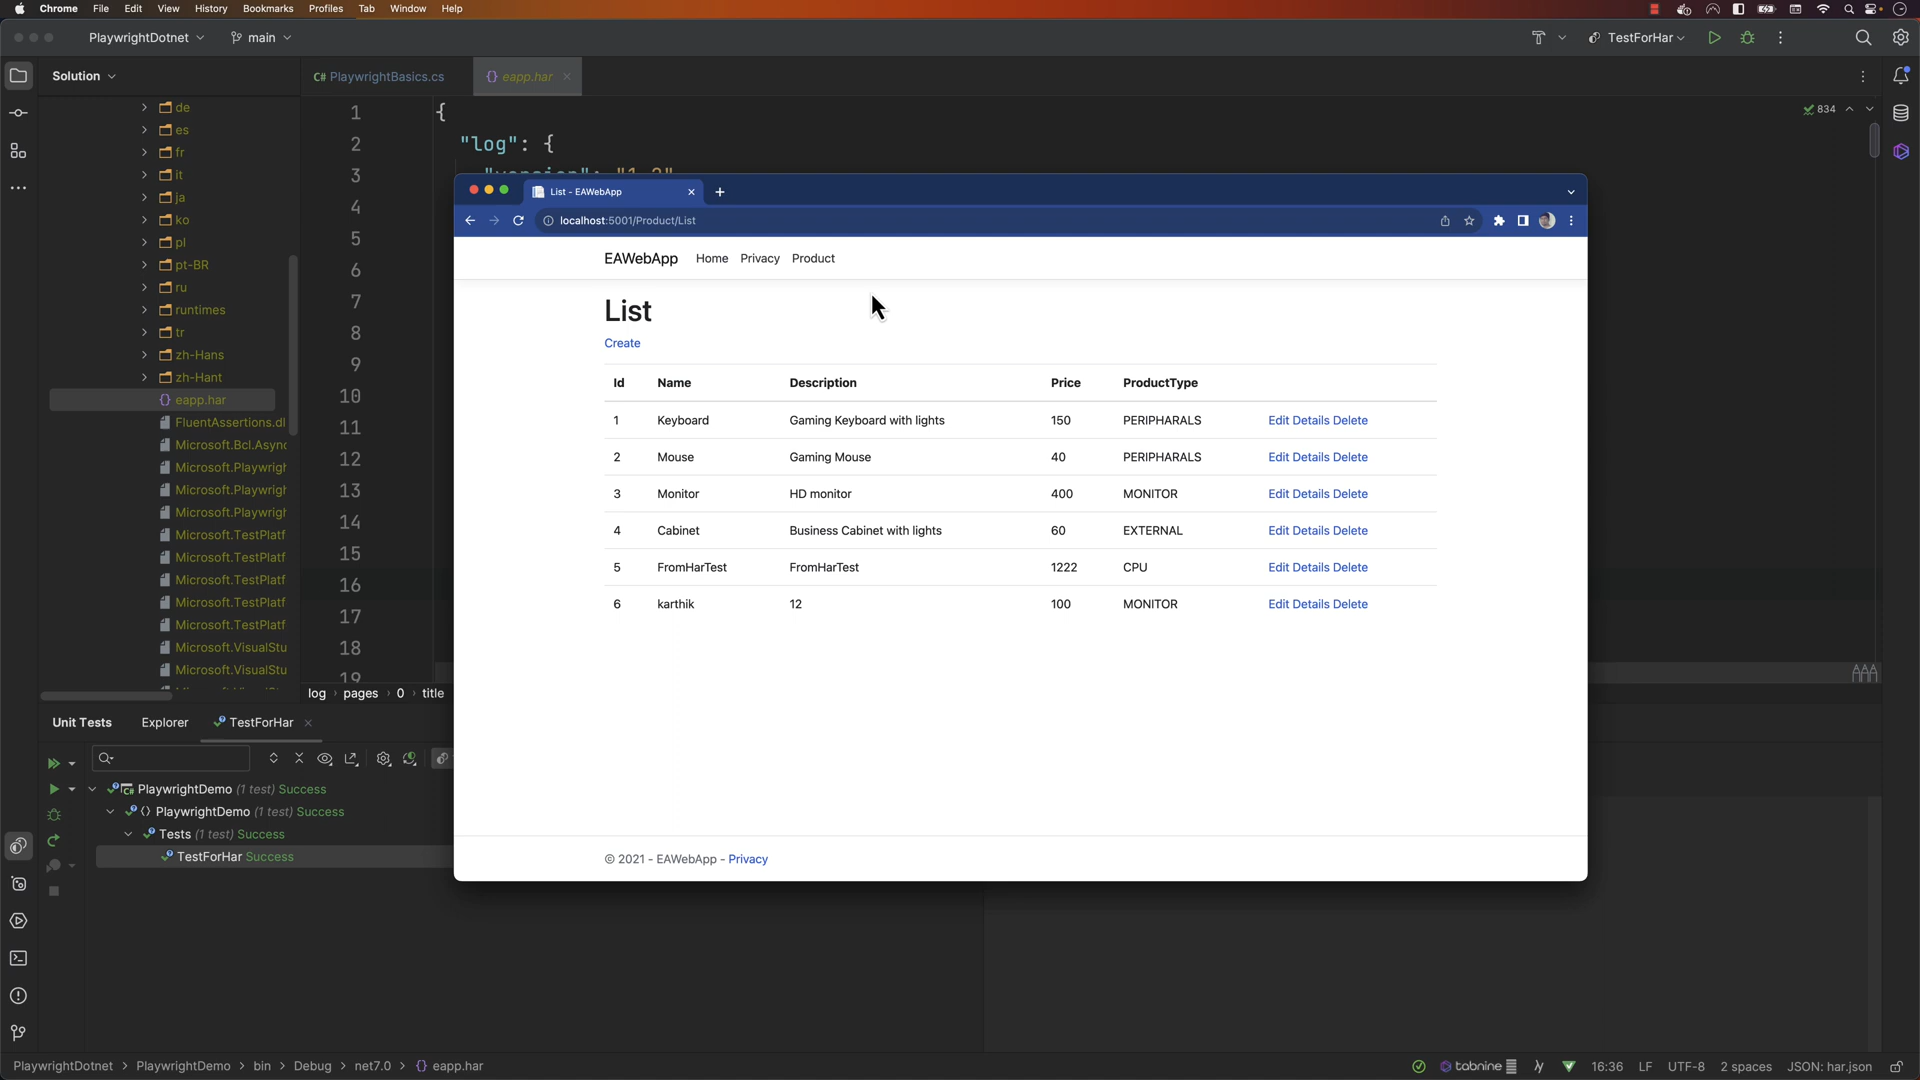 Chrome File Edit View History Bookmarks Profiles Tab Window Help
PlaywrightDotnet main TestForHar
Solution
C# PlaywrightBasics.cs {} eapp.har
834
de
es
fr
it
ja
ko
pl
pt-BR
ru
runtimes
tr
zh-Hans
zh-Hant
{} eapp.har
FluentAssertions.dl
Microsoft.Bcl.Async
Microsoft.Playwrigh
Microsoft.Playwrigh
Microsoft.Playwrigh
Microsoft.TestPlatf
Microsoft.TestPlatf
Microsoft.TestPlatf
Microsoft.TestPlatf
Microsoft.TestPlatf
Microsoft.VisualStu
Microsoft.VisualStu
1 {
2 "log": {
3 "version": "1.2"
4
5
6
7
8
9
10
11
12
13
14
15
16
17
18
19
log › pages › 0 › title
List - EAWebApp
localhost:5001/Product/List
EAWebApp Home Privacy Product
List
Create
Id Name Description Price ProductType
1 Keyboard Gaming Keyboard with lights 150 PERIPHARALS Edit Details Delete
2 Mouse Gaming Mouse 40 PERIPHARALS Edit Details Delete
3 Monitor HD monitor 400 MONITOR Edit Details Delete
4 Cabinet Business Cabinet with lights 60 EXTERNAL Edit Details Delete
5 FromHarTest FromHarTest 1222 CPU Edit Details Delete
6 karthik 12 100 MONITOR Edit Details Delete
© 2021 - EAWebApp - Privacy
Unit Tests Explorer TestForHar
PlaywrightDemo (1 test) Success
PlaywrightDemo (1 test) Success
Tests (1 test) Success
TestForHar Success
PlaywrightDotnet › PlaywrightDemo › bin › Debug › net7.0 › {} eapp.har
tabnine 16:36 LF UTF-8 2 spaces JSON: har.json